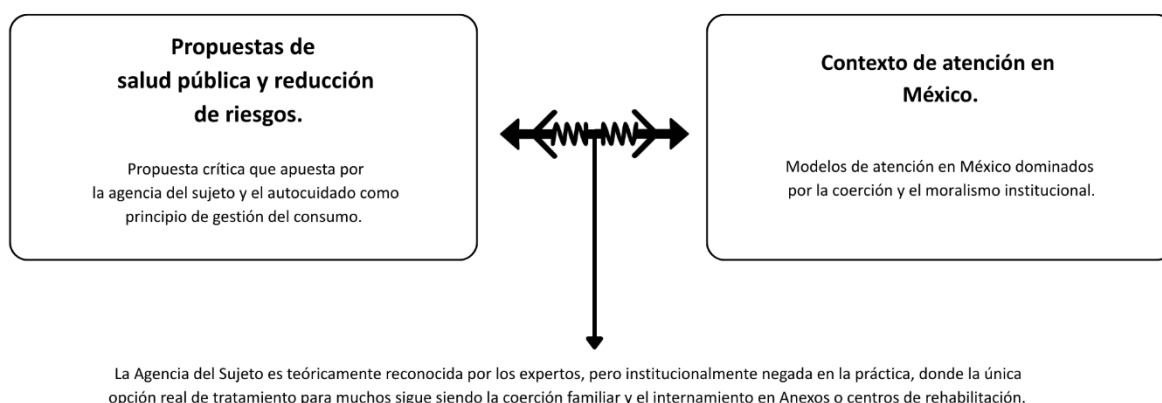 Propuestas de
salud pública y reducción
de riesgos.
Propuesta crítica que apuesta por
la agencia del sujeto y el autocuidado como
principio de gestión del consumo.
Contexto de atención en
México.
Modelos de atención en México dominados
por la coerción y el moralismo institucional.
La Agencia del Sujeto es teóricamente reconocida por los expertos, pero institucionalmente negada en la práctica, donde la única
opción real de tratamiento para muchos sigue siendo la coerción familiar y el internamiento en Anexos o centros de rehabilitación.